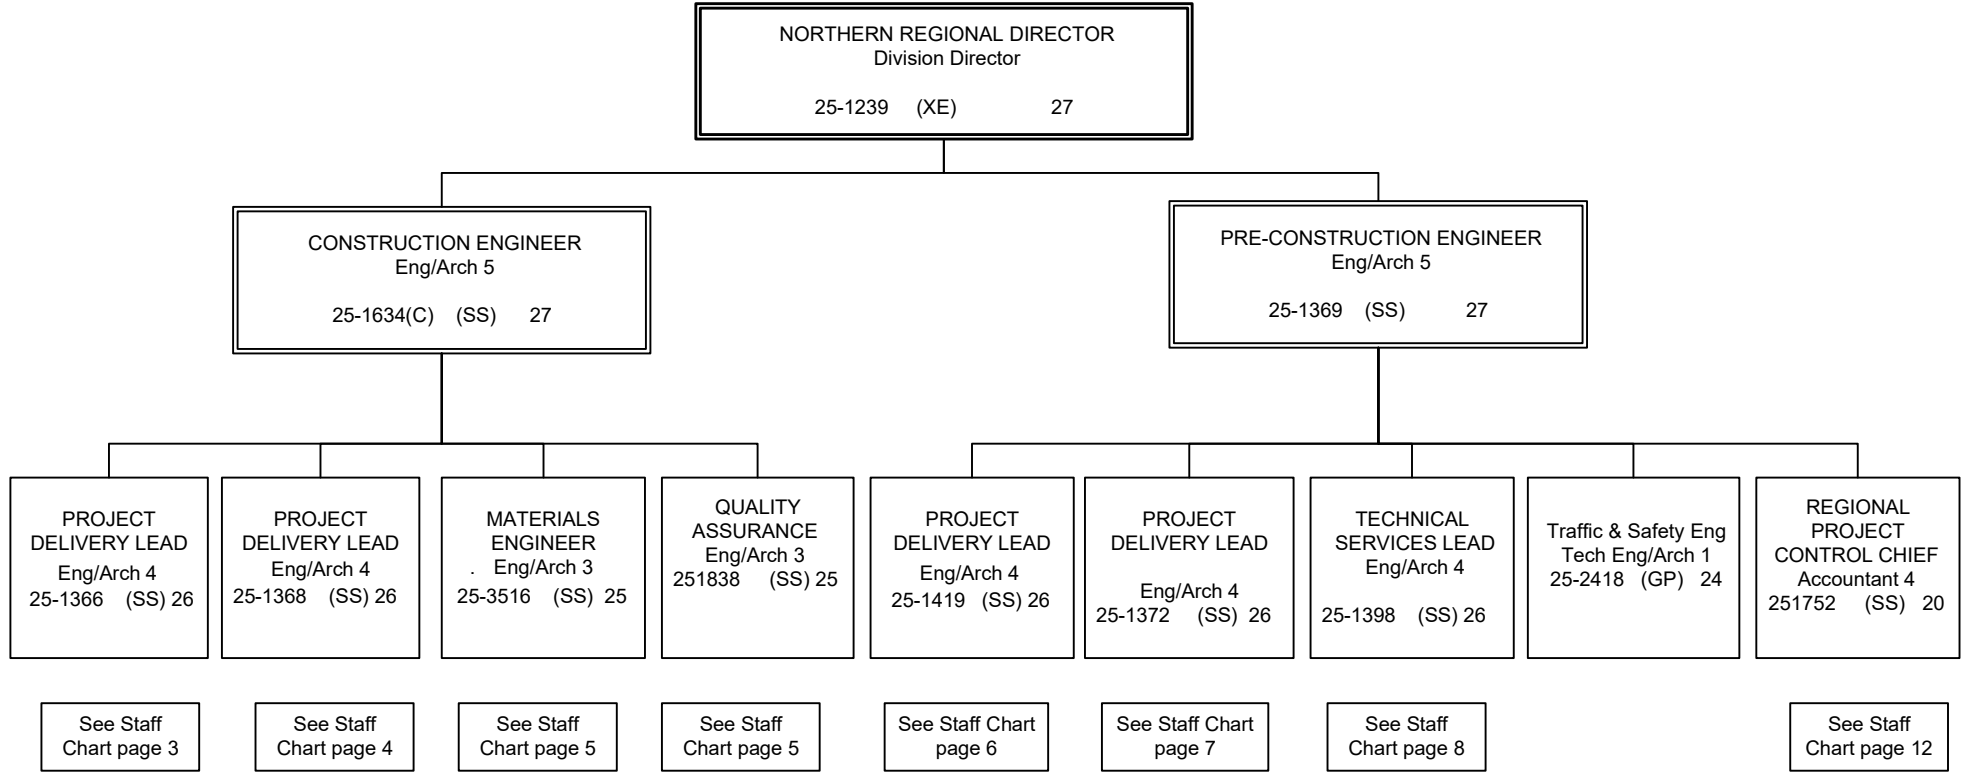 NORTHERN REGIONAL DIRECTOR
Division Director
25-1239 (XE) 27
CONSTRUCTION ENGINEER
Eng/Arch 5
25-1634(C) (SS) 27
PRE-CONSTRUCTION ENGINEER
Eng/Arch 5
25-1369 (SS) 27
PROJECT
DELIVERY LEAD
Eng/Arch 4
25-1366 (SS) 26
PROJECT
DELIVERY LEAD
Eng/Arch 4
25-1368 (SS) 26
MATERIALS
ENGINEER
. Eng/Arch 3
25-3516 (SS) 25
QUALITY
ASSURANCE
Eng/Arch 3
251838 (SS) 25
PROJECT
DELIVERY LEAD
Eng/Arch 4
25-1419 (SS) 26
PROJECT
DELIVERY LEAD
Eng/Arch 4
25-1372 (SS) 26
TECHNICAL
SERVICES LEAD
Eng/Arch 4
25-1398 (SS) 26
Traffic & Safety Eng
Tech Eng/Arch 1
25-2418 (GP) 24
REGIONAL
PROJECT
CONTROL CHIEF
Accountant 4
251752 (SS) 20
See Staff
Chart page 3
See Staff
Chart page 4
See Staff
Chart page 5
See Staff
Chart page 5
See Staff Chart
page 6
See Staff Chart
page 7
See Staff
Chart page 8
See Staff
Chart page 12